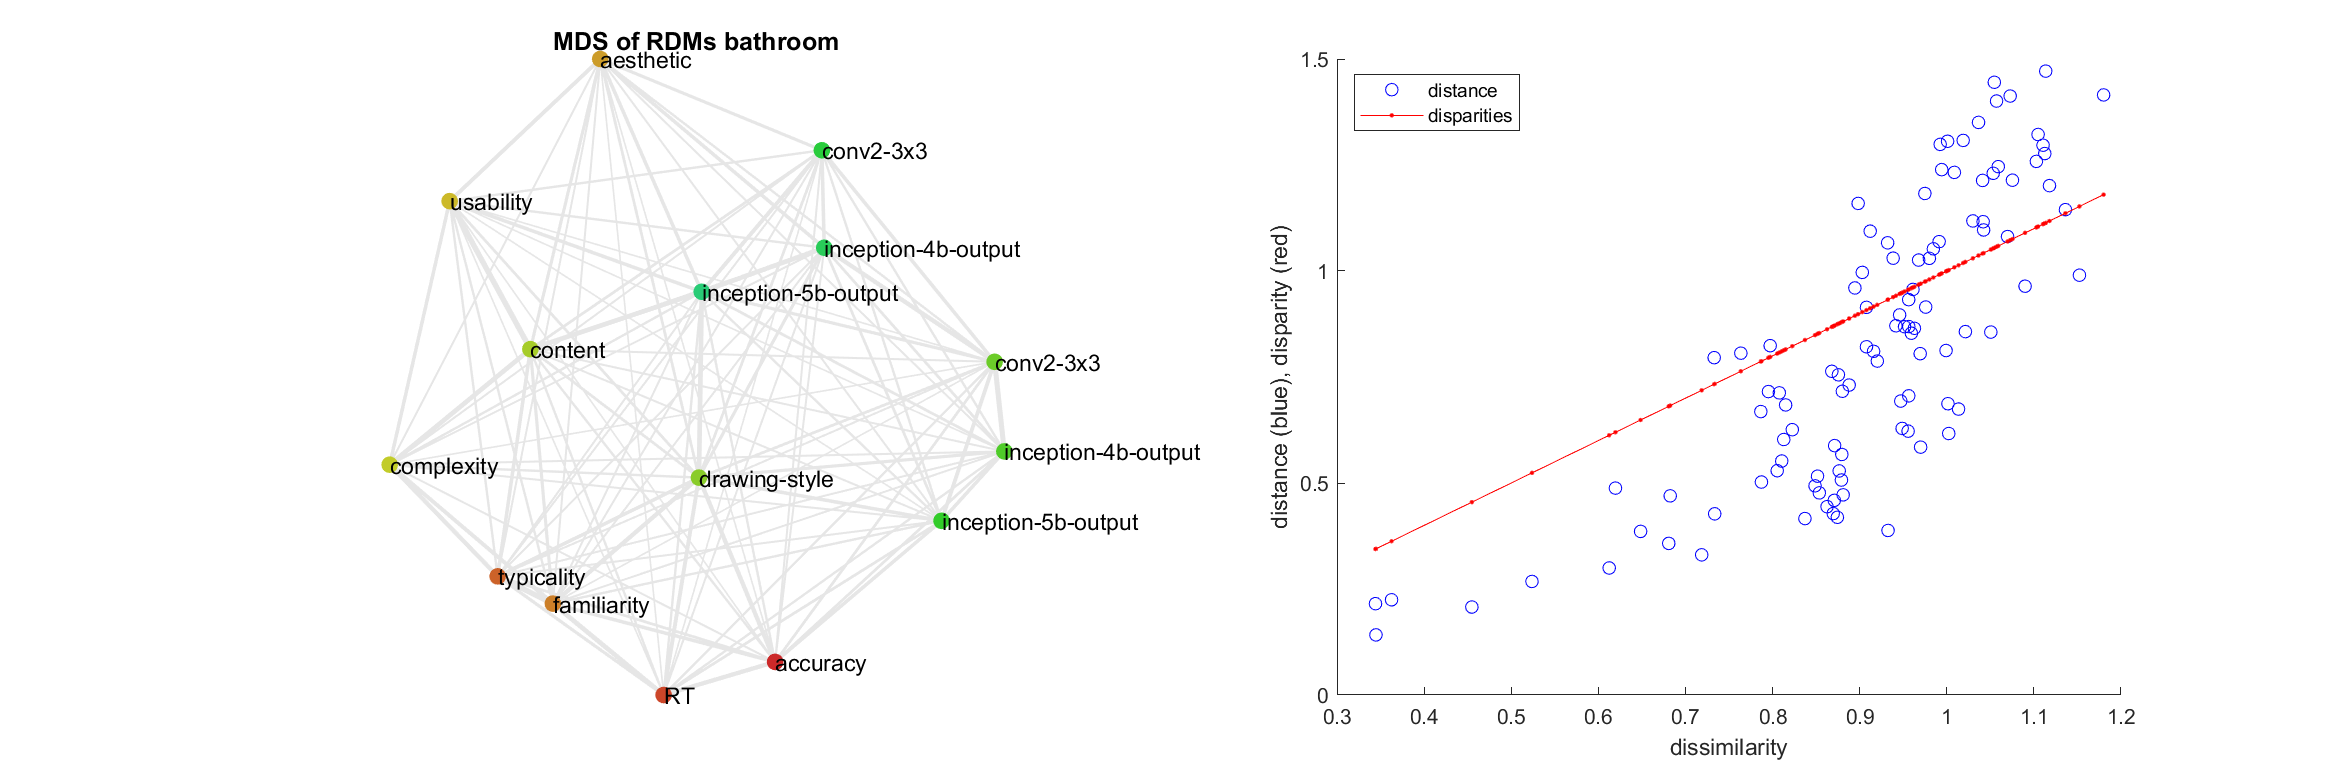 MDS of RDMs bathroom
aesthetic
conv2-3x3
usability
inception-4b-output
inception-5b-output
content
conv2-3x3
inception-4b-output
complexity
drawing-style
inception-5b-output
typicality
familiarity
accuracy
RT
1.5
1
0.5
0
distance (blue), disparity (red)
distance
disparities
0.3 0.4 0.5 0.6 0.7 0.8 0.9 1 1.1 1.2
dissimilarity